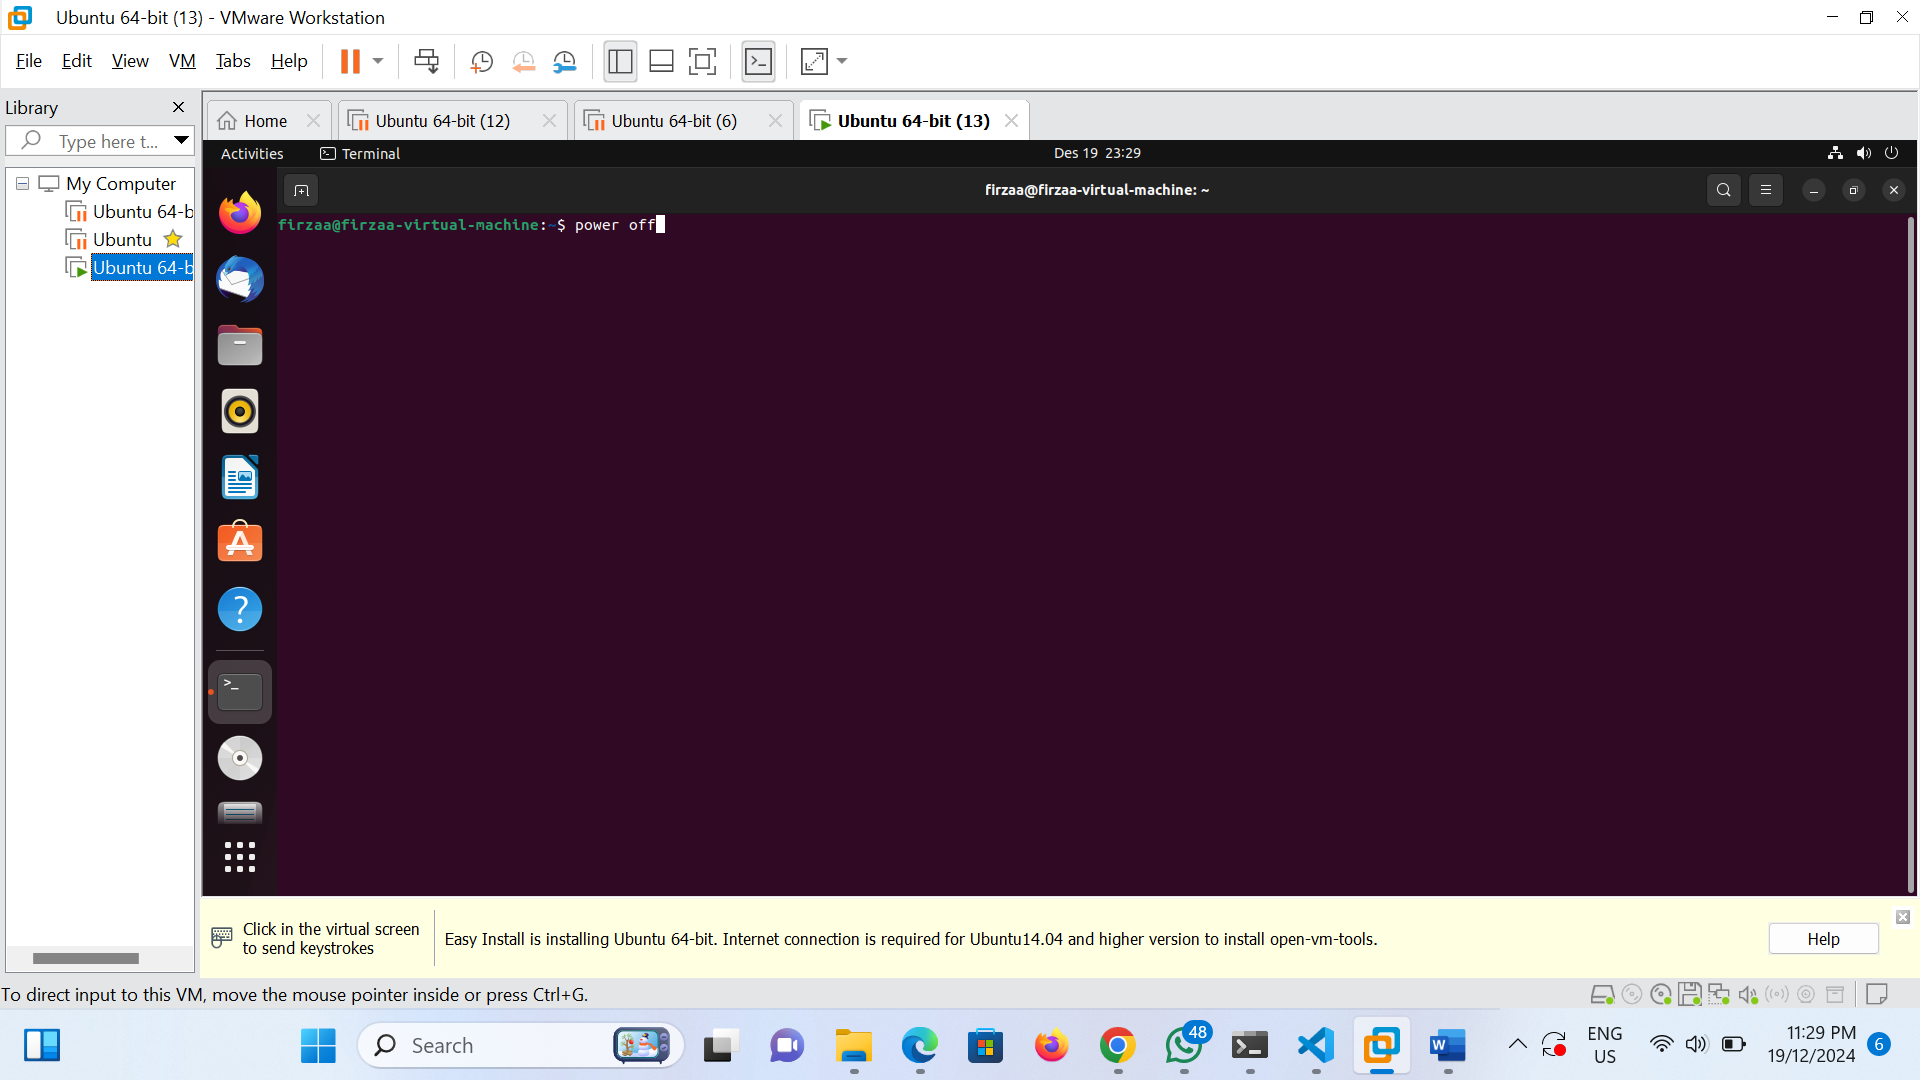 Ubuntu 64-bit (13) - VMware Workstation
File Edit View VM Tabs Help
Library
Type here t...
My Computer
Ubuntu 64-b
Ubuntu
Ubuntu 64-b
Home
Ubuntu 64-bit (12)
Ubuntu 64-bit (6)
Ubuntu 64-bit (13)
Activities
Terminal
Des 19 23:29
firzaa@firzaa-virtual-machine: ~
firzaa@firzaa-virtual-machine:~$ power off
Click in the virtual screen
to send keystrokes
Easy Install is installing Ubuntu 64-bit. Internet connection is required for Ubuntu14.04 and higher version to install open-vm-tools.
Help
To direct input to this VM, move the mouse pointer inside or press Ctrl+G.
Search
48
W
ENG
US
11:29 PM
19/12/2024
6